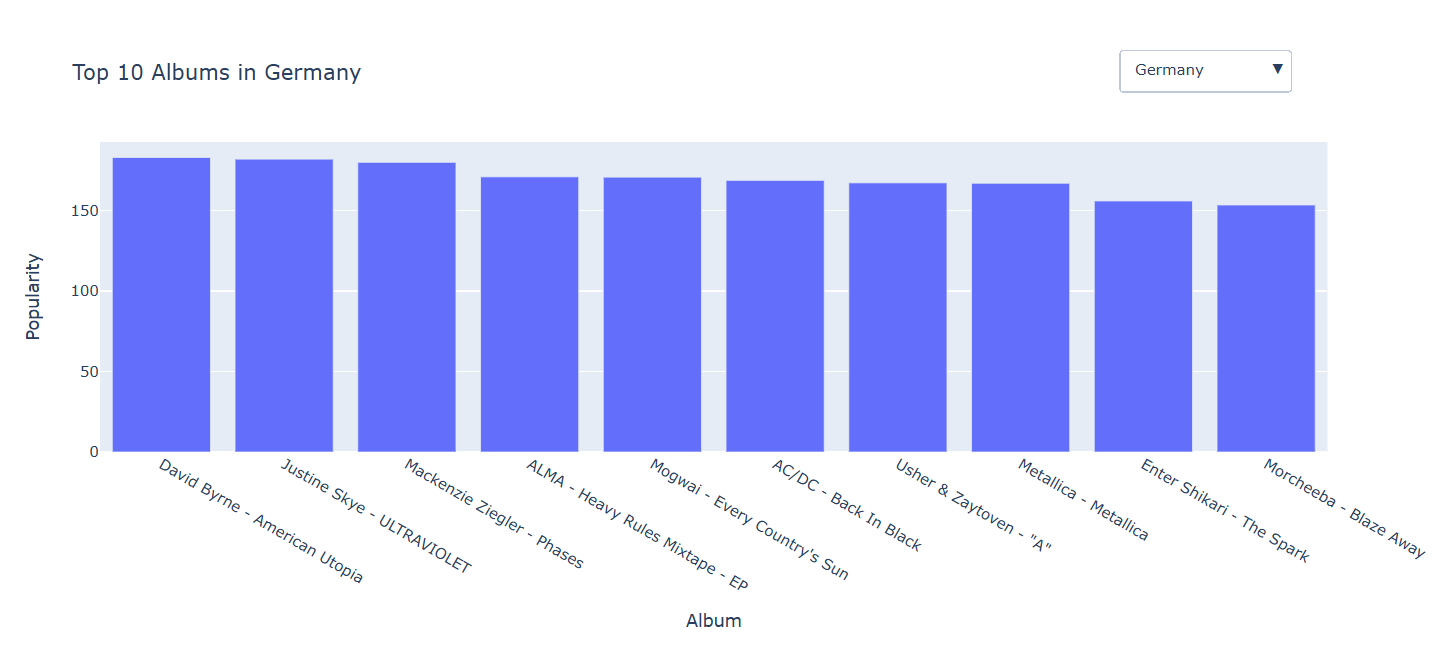 Top 10 Albums in Germany
Germany ▼
Popularity
150
100
50
0
David Byrne - American Utopia
Justine Skye - ULTRAVIOLET
Mackenzie Ziegler - Phases
ALMA - Heavy Rules Mixtape - EP
Mogwai - Every Country's Sun
AC/DC - Back In Black
Usher & Zaytoven - "A"
Metallica - Metallica
Enter Shikari - The Spark
Morcheeba - Blaze Away
Album